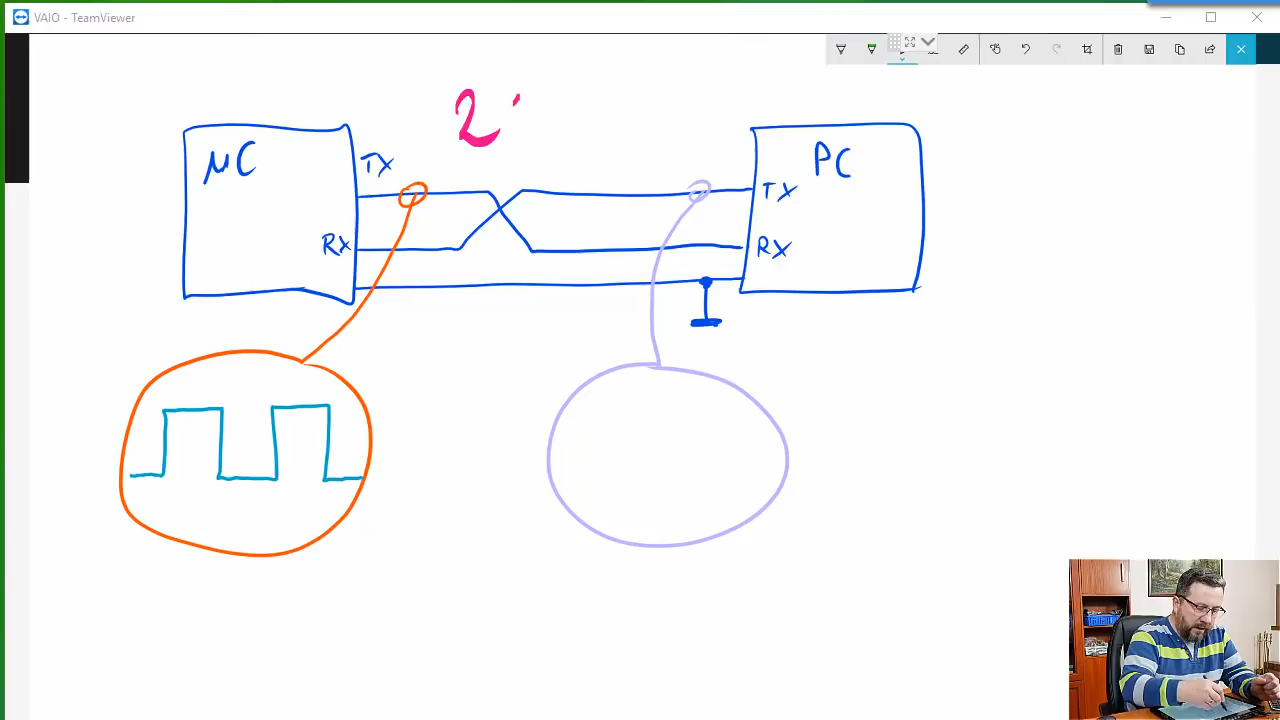 VAIO - TeamViewer
2
μC
TX
RX
PC
TX
RX